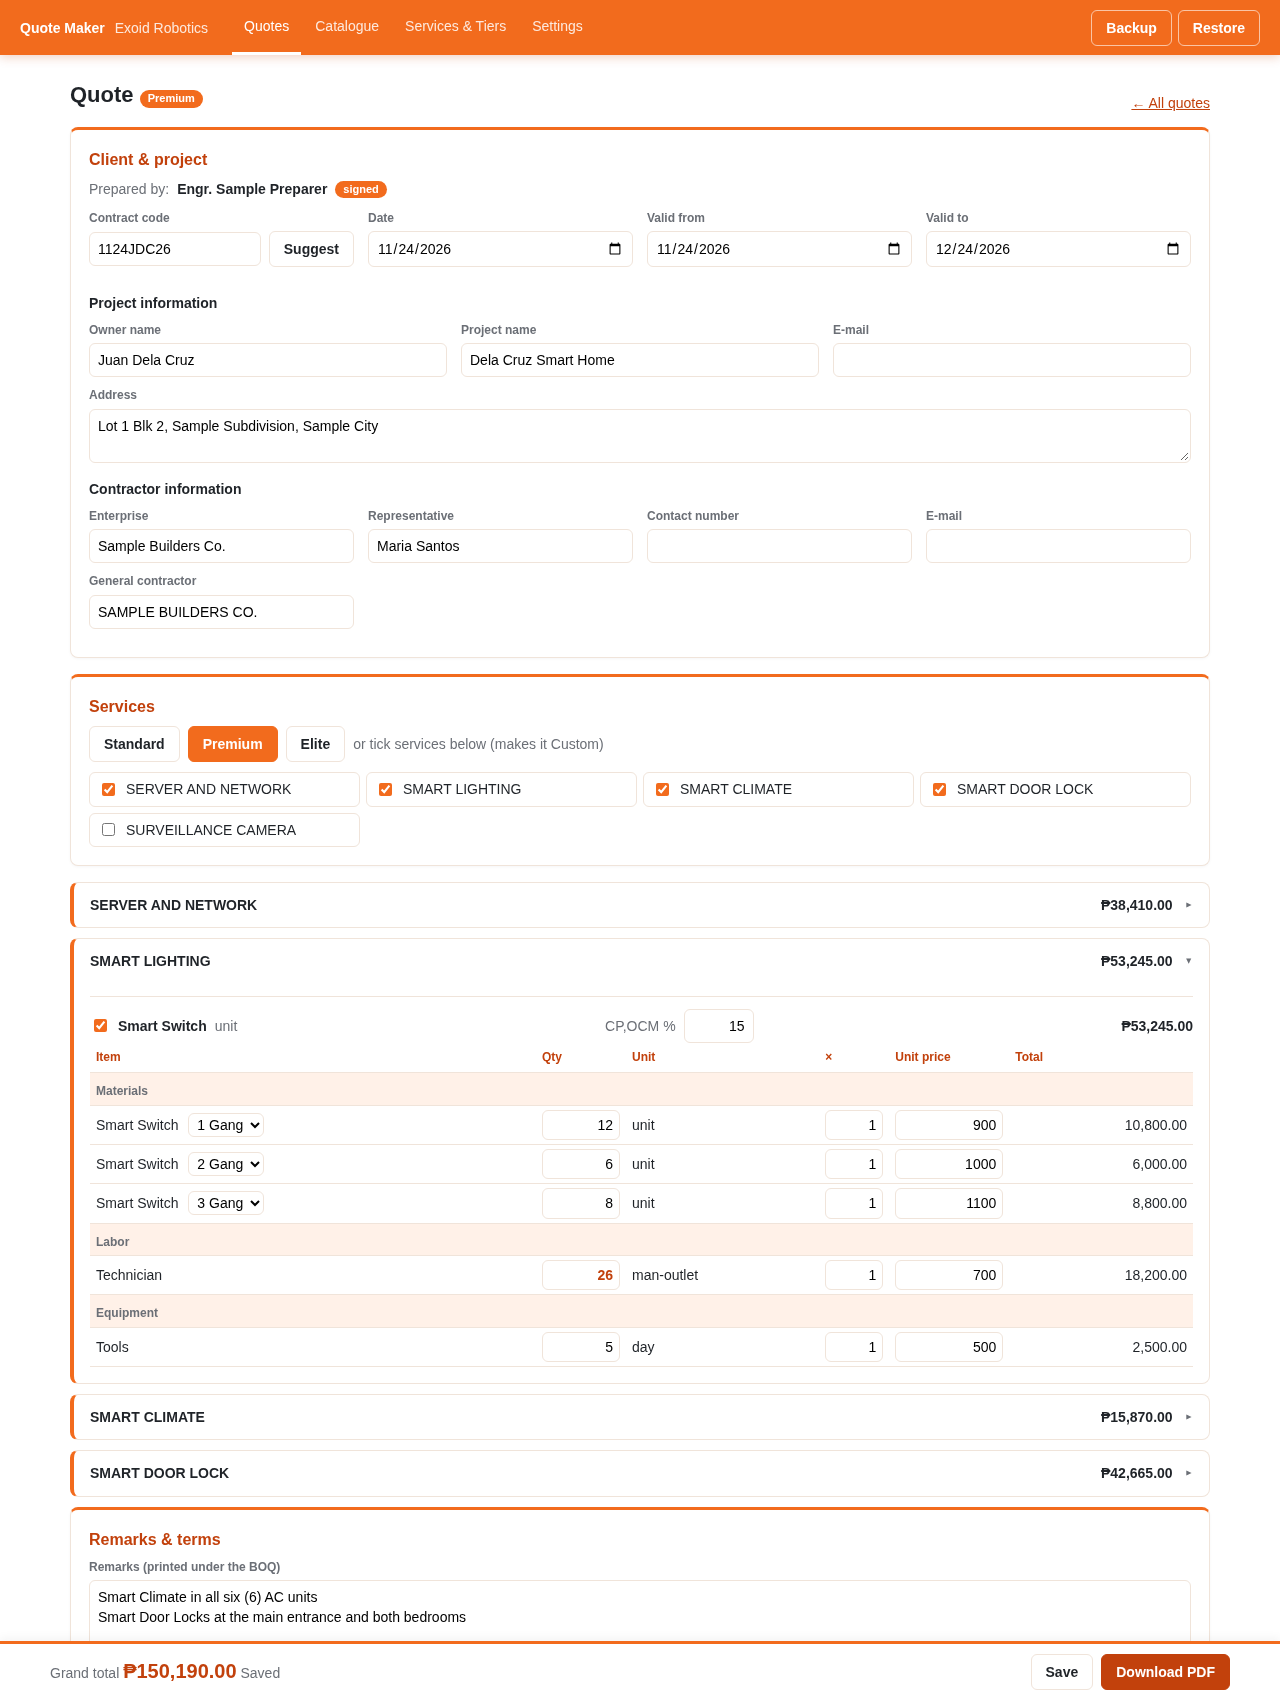 Quote Maker Exoid Robotics Quotes Catalogue Services & Tiers Settings Backup Restore
Quote Premium
← All quotes
Client & project
Prepared by: Engr. Sample Preparer signed
Contract code Date Valid from Valid to
1124JDC26 Suggest 11/24/2026 11/24/2026 12/24/2026
Project information
Owner name Project name E-mail
Juan Dela Cruz Dela Cruz Smart Home
Address
Lot 1 Blk 2, Sample Subdivision, Sample City
Contractor information
Enterprise Representative Contact number E-mail
Sample Builders Co. Maria Santos
General contractor
SAMPLE BUILDERS CO.
Services
Standard Premium Elite or tick services below (makes it Custom)
SERVER AND NETWORK SMART LIGHTING SMART CLIMATE SMART DOOR LOCK
SURVEILLANCE CAMERA
SERVER AND NETWORK ₱38,410.00 ▸
SMART LIGHTING ₱53,245.00 ▾
Smart Switch unit CP,OCM % 15 ₱53,245.00
Item Qty Unit × Unit price Total
Materials
Smart Switch 1 Gang 12 unit 1 900 10,800.00
Smart Switch 2 Gang 6 unit 1 1000 6,000.00
Smart Switch 3 Gang 8 unit 1 1100 8,800.00
Labor
Technician 26 man-outlet 1 700 18,200.00
Equipment
Tools 5 day 1 500 2,500.00
SMART CLIMATE ₱15,870.00 ▸
SMART DOOR LOCK ₱42,665.00 ▸
Remarks & terms
Remarks (printed under the BOQ)
Smart Climate in all six (6) AC units
Smart Door Locks at the main entrance and both bedrooms
Grand total ₱150,190.00 Saved Save Download PDF